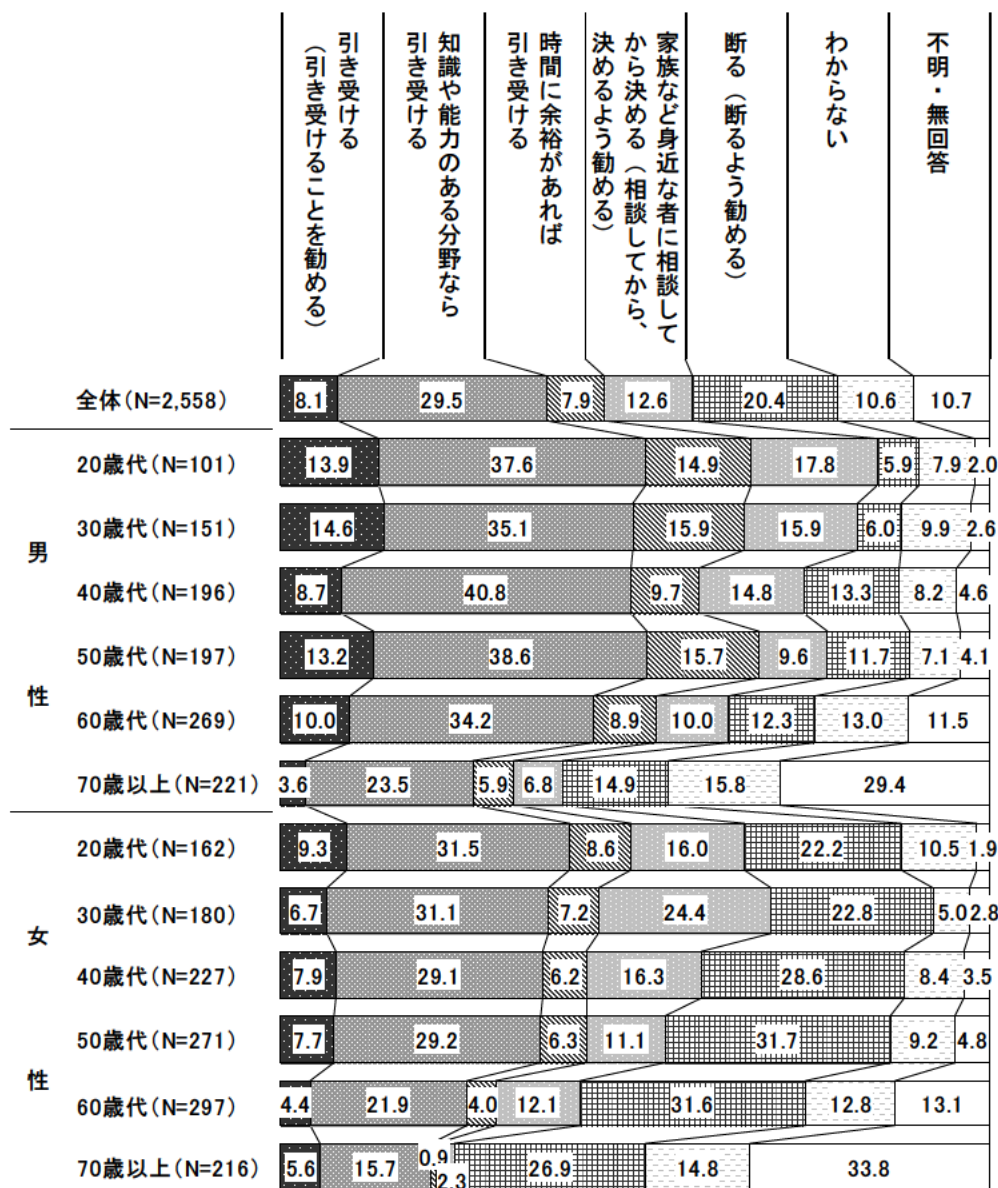 引き受ける
（引き受けることを勧める）
知識や能力のある分野なら
引き受ける
時間に余裕があれば
引き受ける
家族など身近な者に相談して
から決める（相談してから、
決めるよう勧める）
断る（断るよう勧める）
わからない
不明・無回答
全体(N=2,558)
8.1 29.5 7.9 12.6 20.4 10.6 10.7
男性
20歳代(N=101)
13.9 37.6 14.9 17.8 5.9 7.9 2.0
30歳代(N=151)
14.6 35.1 15.9 15.9 6.0 9.9 2.6
40歳代(N=196)
8.7 40.8 9.7 14.8 13.3 8.2 4.6
50歳代(N=197)
13.2 38.6 15.7 9.6 11.7 7.1 4.1
60歳代(N=269)
10.0 34.2 8.9 10.0 12.3 13.0 11.5
70歳以上(N=221)
3.6 23.5 5.9 6.8 14.9 15.8 29.4
女性
20歳代(N=162)
9.3 31.5 8.6 16.0 22.2 10.5 1.9
30歳代(N=180)
6.7 31.1 7.2 24.4 22.8 5.0 2.8
40歳代(N=227)
7.9 29.1 6.2 16.3 28.6 8.4 3.5
50歳代(N=271)
7.7 29.2 6.3 11.1 31.7 9.2 4.8
60歳代(N=297)
4.4 21.9 4.0 12.1 31.6 12.8 13.1
70歳以上(N=216)
5.6 15.7 0.9 2.3 26.9 14.8 33.8